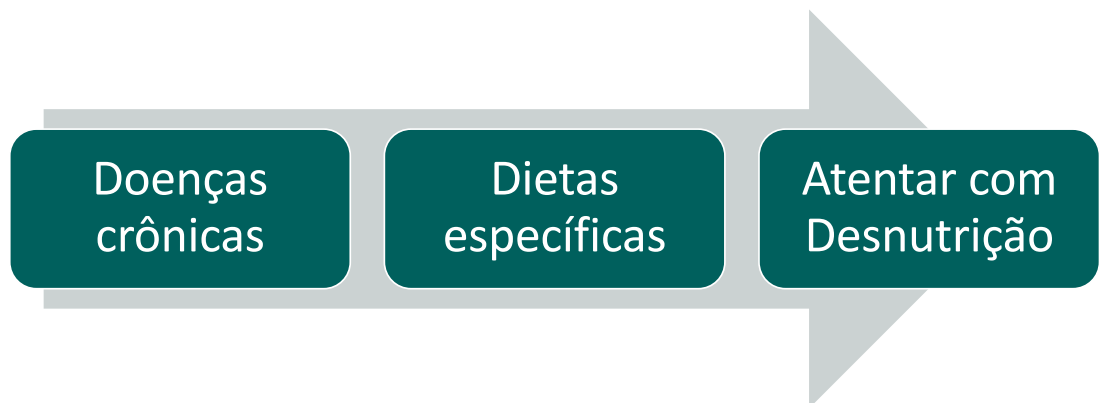 Doenças
crônicas
Dietas
específicas
Atentar com
Desnutrição